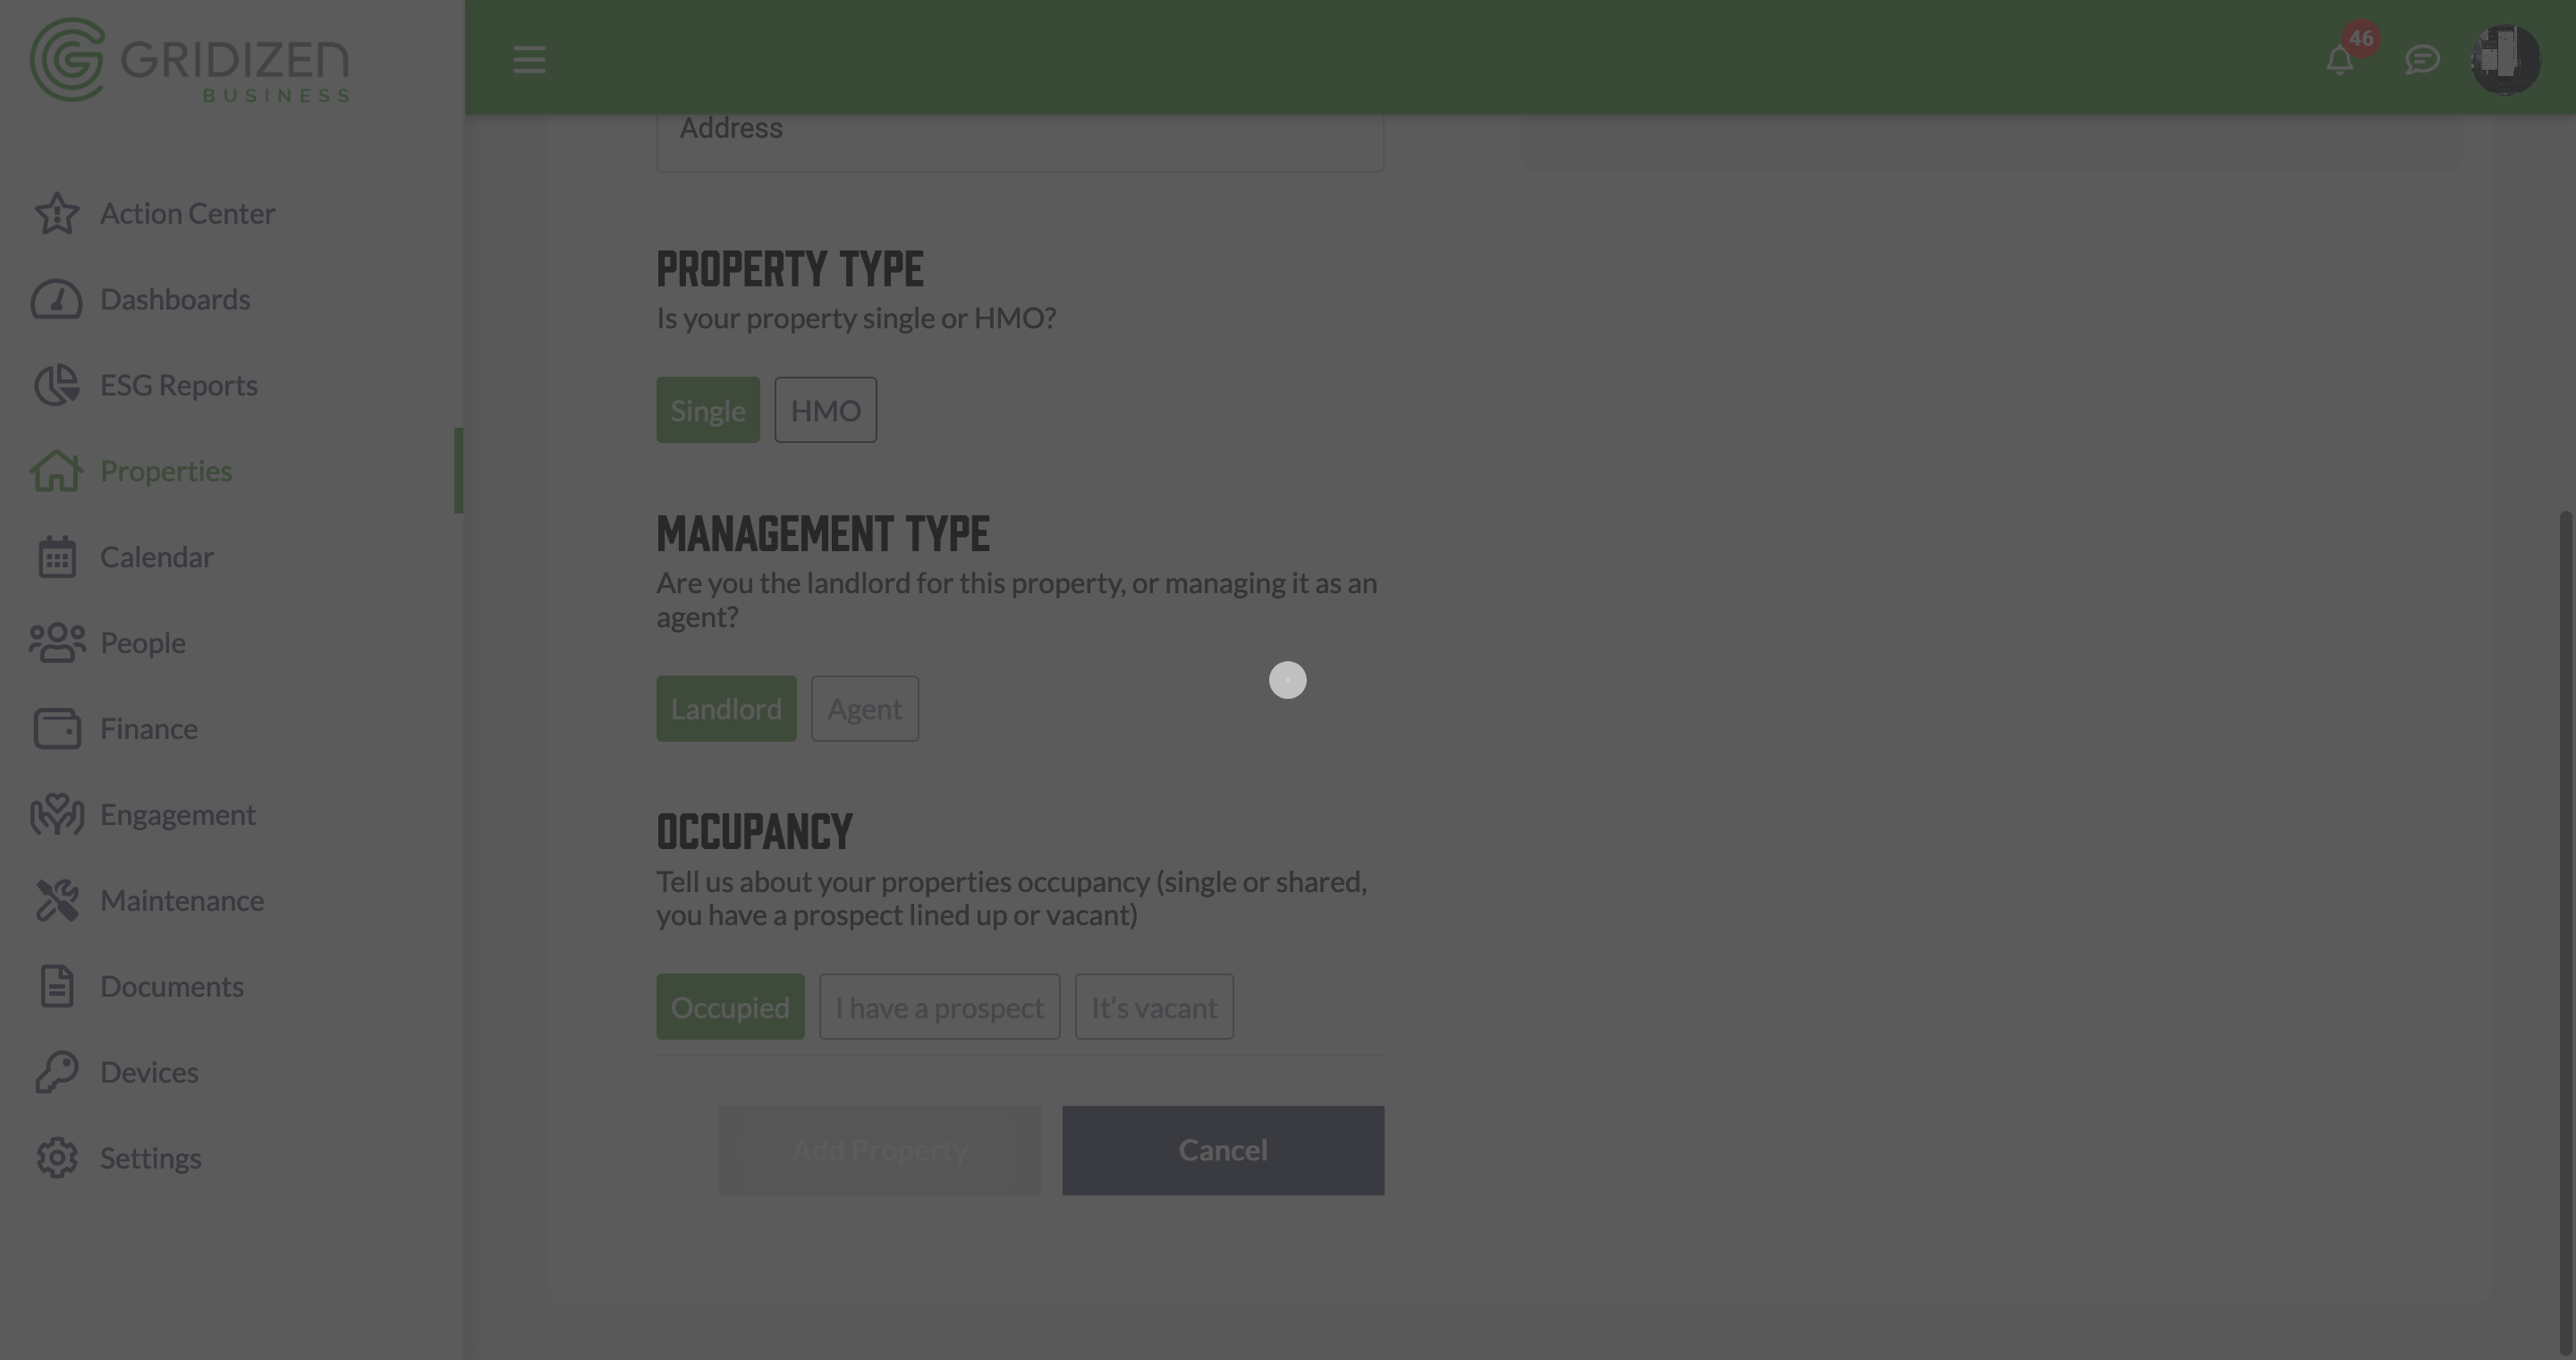 GRIDIZEN
BUSINESS
46
Action Center
Dashboards
ESG Reports
Properties
Calendar
People
Finance
Engagement
Maintenance
Documents
Devices
Settings
Address
PROPERTY TYPE
Is your property single or HMO?
Single
HMO
MANAGEMENT TYPE
Are you the landlord for this property, or managing it as an
agent?
Landlord
Agent
OCCUPANCY
Tell us about your properties occupancy (single or shared,
you have a prospect lined up or vacant)
Occupied
I have a prospect
It’s vacant
Add Property
Cancel